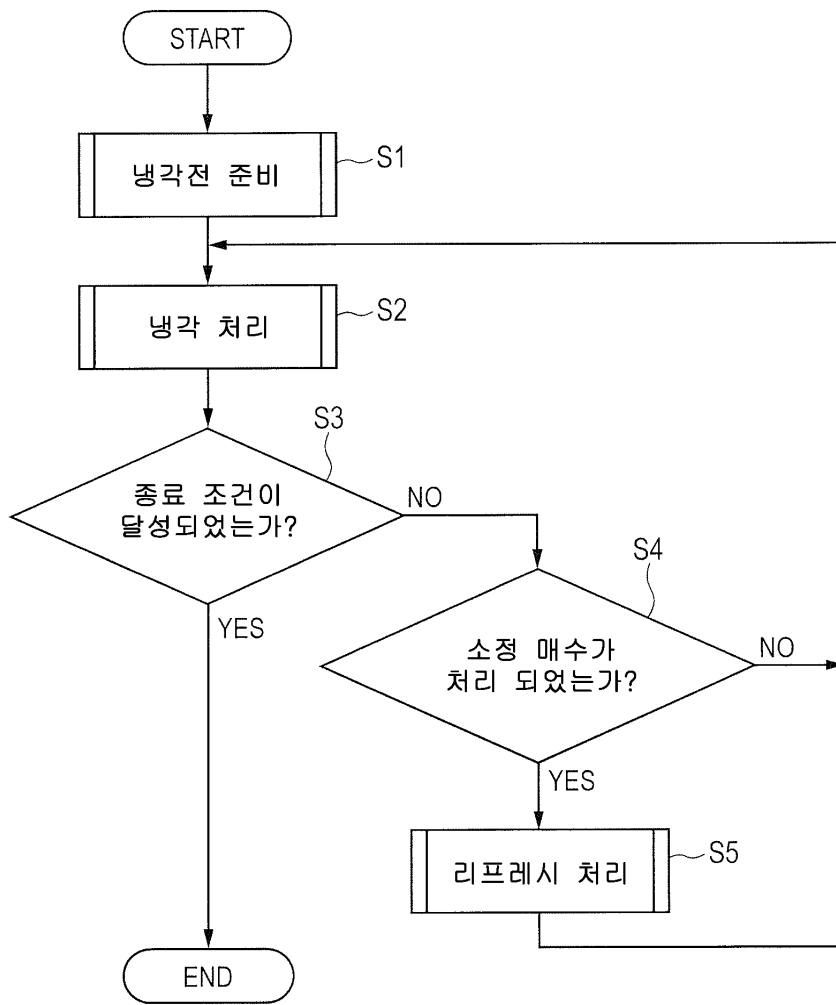 START
냉각전 준비
S1
냉각 처리
S2
S3
종료 조건이
달성되었는가?
NO
YES
S4
소정 매수가
처리 되었는가?
NO
YES
리프레시 처리
S5
END